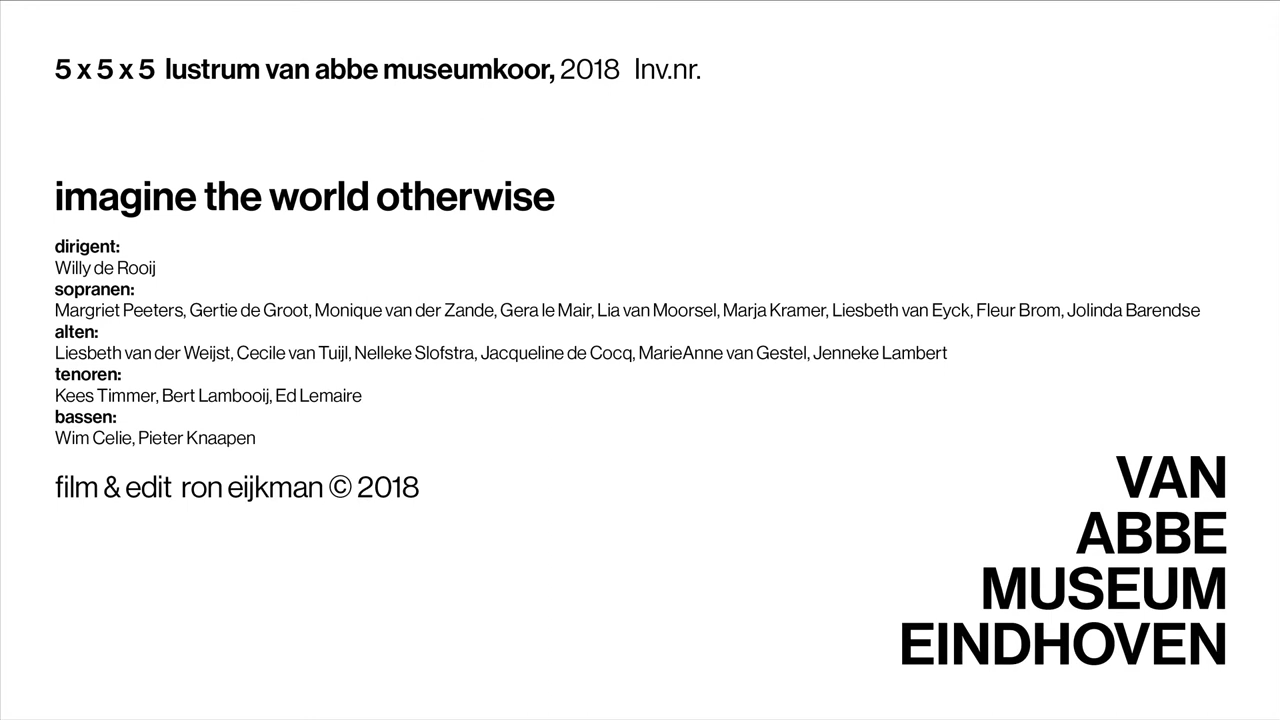 5 x 5 x 5 lustrum van abbe museumkoor, 2018 Inv.nr.
imagine the world otherwise
dirigent:
Willy de Rooij
sopranen:
Margriet Peeters, Gertie de Groot, Monique van der Zande, Gera le Mair, Lia van Moorsel, Marja Kramer, Liesbeth van Eyck, Fleur Brom, Jolinda Barendse
alten:
Liesbeth van der Weijst, Cecile van Tuijl, Nelleke Slofstra, Jacqueline de Cocq, MarieAnne van Gestel, Jenneke Lambert
tenoren:
Kees Timmer, Bert Lambooij, Ed Lemaire
bassen:
Wim Celie, Pieter Knaapen
film & edit ron eijkman © 2018
VAN
ABBE
MUSEUM
EINDHOVEN